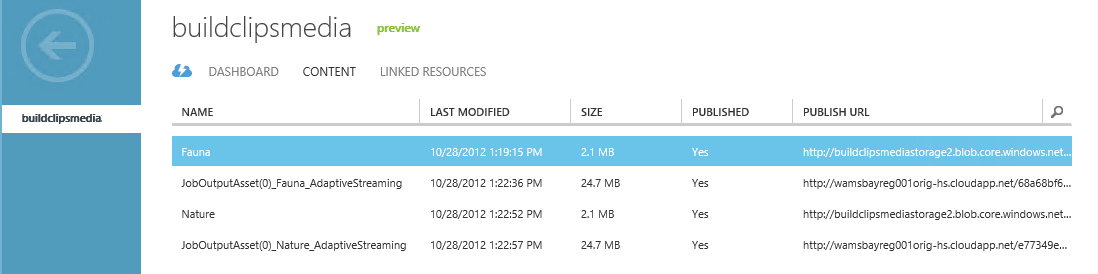 buildclipsmedia preview
DASHBOARD CONTENT LINKED RESOURCES
buildclipsmedia
NAME LAST MODIFIED SIZE PUBLISHED PUBLISH URL
Fauna 10/28/2012 1:19:15 PM 2.1 MB Yes http://buildclipsmediastorage2.blob.core.windows.net...
JobOutputAsset(0)_Fauna_AdaptiveStreaming 10/28/2012 1:22:36 PM 24.7 MB Yes http://wamsbayreg001orig-hs.cloudapp.net/68a68bf6...
Nature 10/28/2012 1:22:52 PM 2.1 MB Yes http://buildclipsmediastorage2.blob.core.windows.net...
JobOutputAsset(0)_Nature_AdaptiveStreaming 10/28/2012 1:22:57 PM 24.7 MB Yes http://wamsbayreg001orig-hs.cloudapp.net/e77349e...